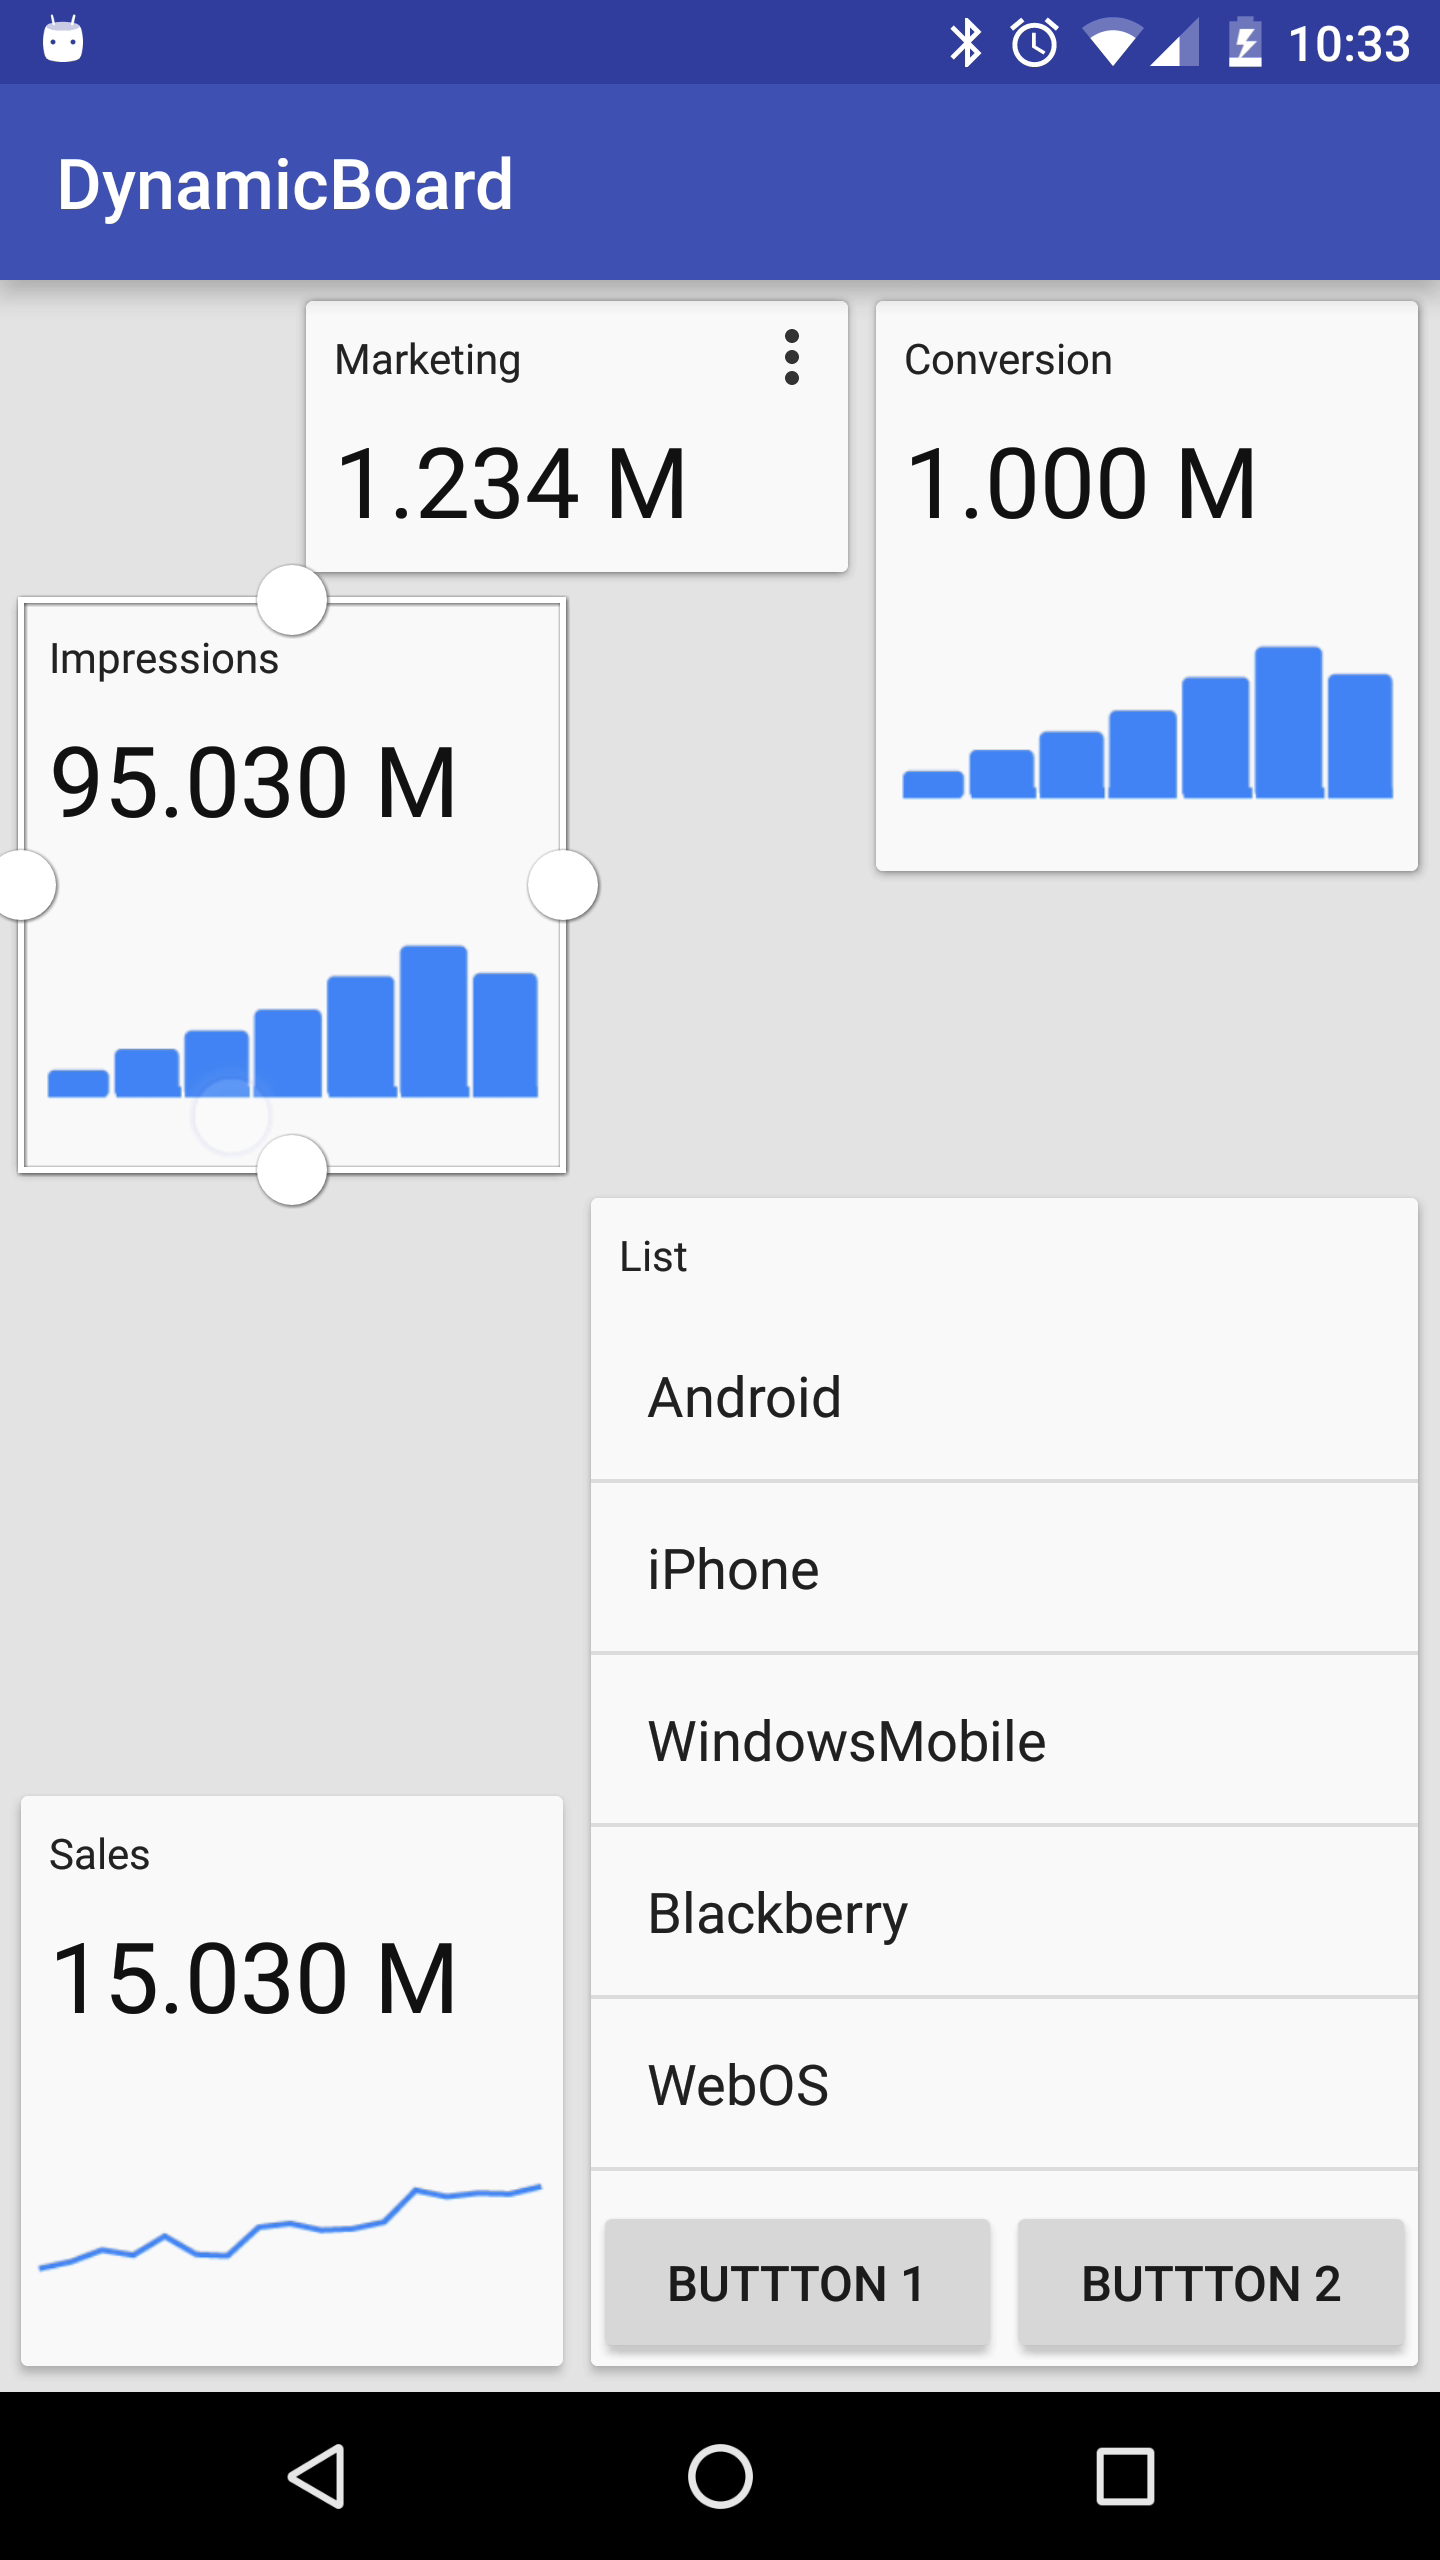 10:33
DynamicBoard
Marketing
1.234 M
Conversion
1.000 M
Impressions
95.030 M
List
Android
iPhone
WindowsMobile
Blackberry
WebOS
BUTTTON 1
BUTTTON 2
Sales
15.030 M